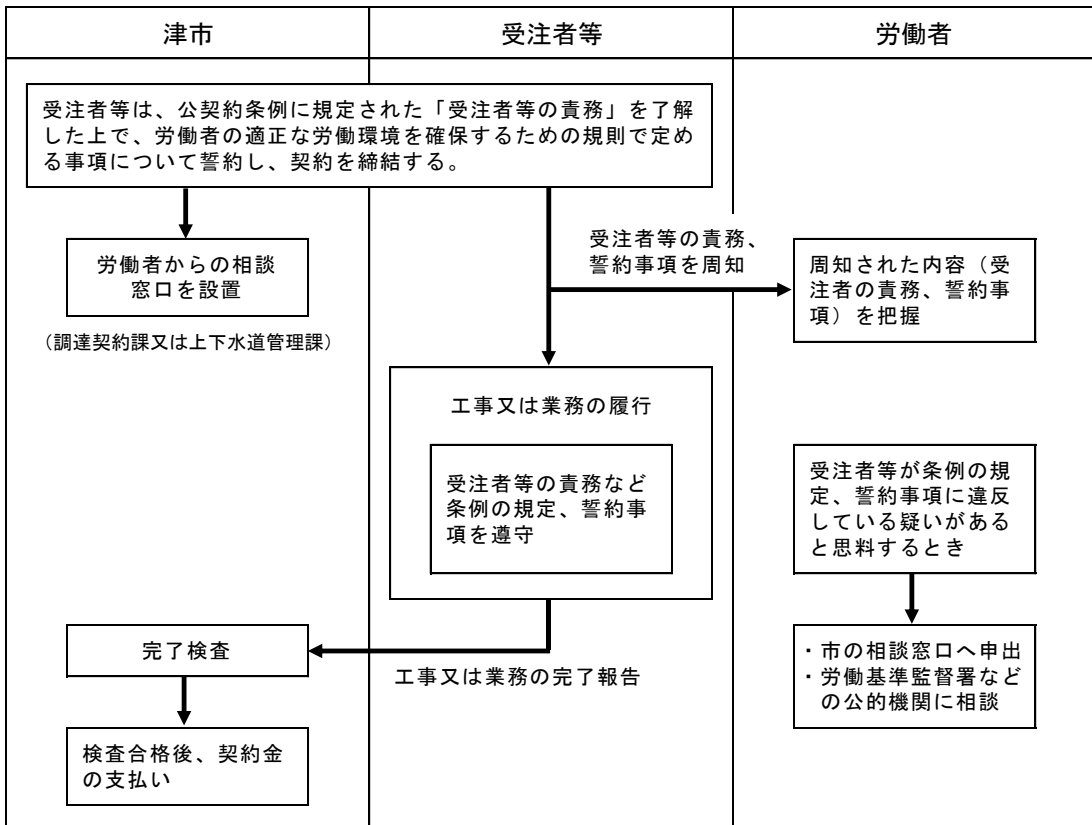 津市
受注者等
労働者
受注者等は、公契約条例に規定された「受注者等の責務」を了解
した上で、労働者の適正な労働環境を確保するための規則で定め
る事項について誓約し、契約を締結する。
受注者等の責務、
誓約事項を周知
労働者からの相談
窓口を設置
(調達契約課又は上下水道管理課)
周知された内容(受
注者の責務、誓約事
項)を把握
工事又は業務の履行
受注者等の責務など
条例の規定、誓約事
項を遵守
受注者等が条例の規
定、誓約事項に違反
している疑いがある
と思料するとき
完了検査
工事又は業務の完了報告
・市の相談窓口へ申出
・労働基準監督署など
の公的機関に相談
検査合格後、契約金
の支払い